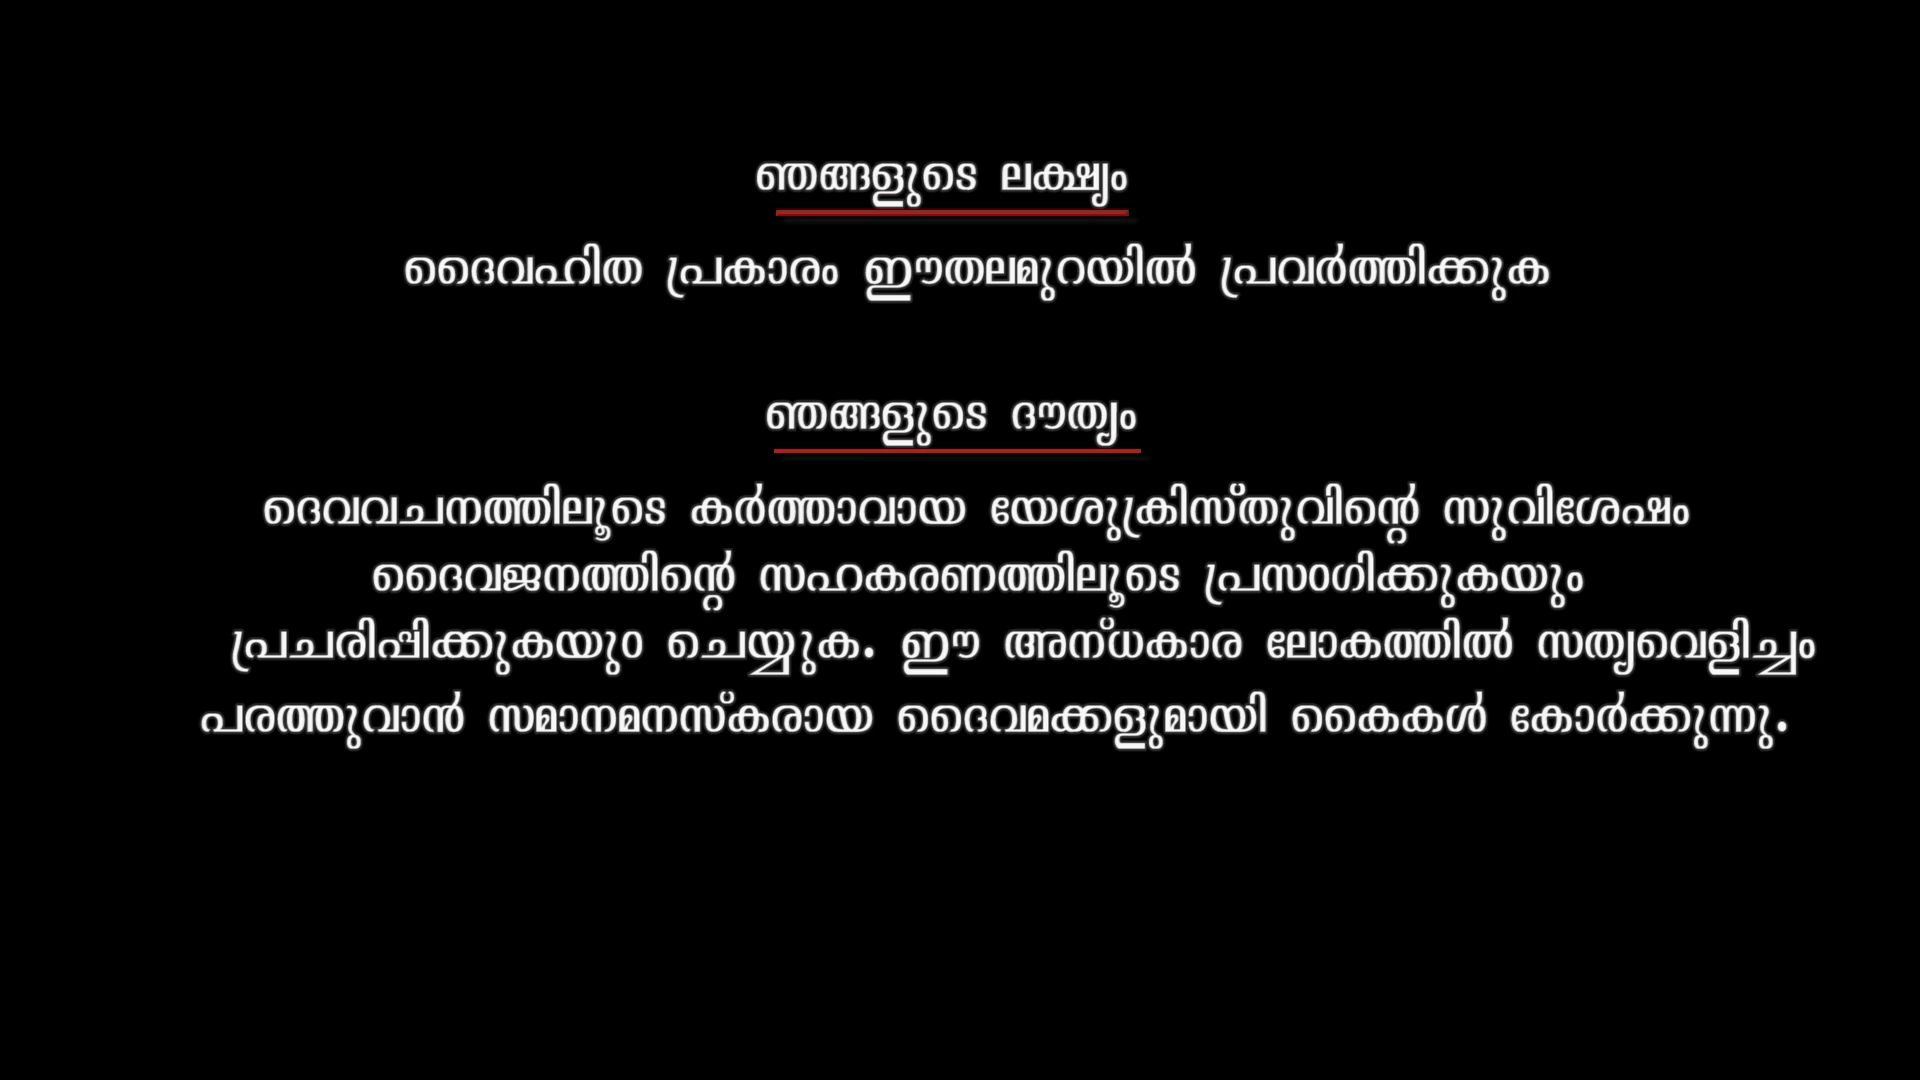 ഞങ്ങളുടെ ലക്ഷ്യം
ദൈവഹിത പ്രകാരം ഈതലമുറയിൽ പ്രവർത്തിക്കുക
ഞങ്ങളുടെ ദൗത്യം
ദെവവചനത്തിലൂടെ കർത്താവായ യേശുക്രിസ്തുവിന്റെ സുവിശേഷം
ദൈവജനത്തിന്റെ സഹകരണത്തിലൂടെ പ്രസംഗിക്കുകയും
പ്രചരിപ്പിക്കുകയും ചെയ്യുക. ഈ അന്ധകാര ലോകത്തിൽ സത്യവെളിച്ചം
പരത്തുവാൻ സമാനമനസ്കരായ ദൈവമക്കളുമായി കൈകൾ കോർക്കുന്നു.